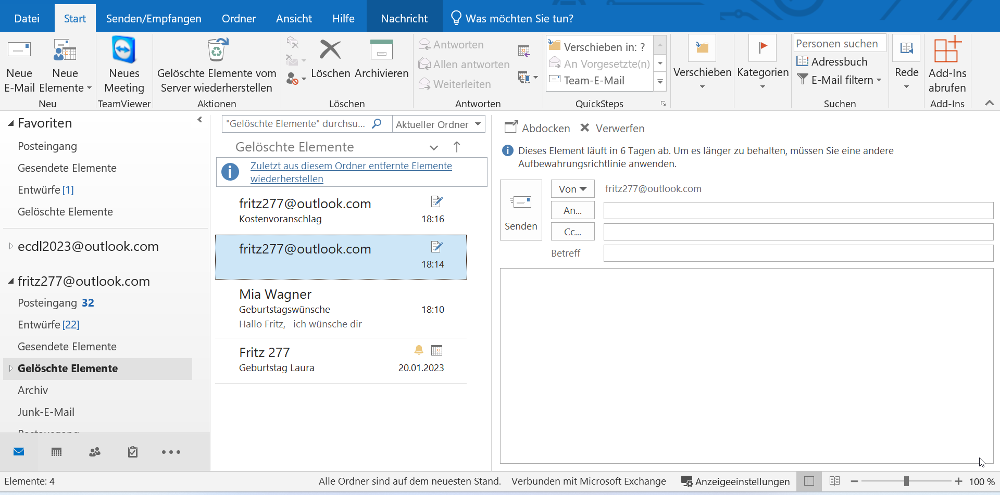 Datei Start Senden/Empfangen Ordner Ansicht Hilfe Nachricht Was möchten Sie tun?
Neue E-Mail
Neue Elemente
Neu
Neues Meeting
TeamViewer
Gelöschte Elemente vom Server wiederherstellen
Aktionen
Löschen
Archivieren
Löschen
Antworten
Allen antworten
Weiterleiten
Antworten
Verschieben in: ?
An Vorgesetzte(n)
Team-E-Mail
QuickSteps
Verschieben
Kategorien
Personen suchen
Adressbuch
E-Mail filtern
Suchen
Rede
Add-Ins abrufen
Add-Ins
Favoriten
Posteingang
Gesendete Elemente
Entwürfe [1]
Gelöschte Elemente
ecdl2023@outlook.com
fritz277@outlook.com
Posteingang 32
Entwürfe [22]
Gesendete Elemente
Gelöschte Elemente
Archiv
Junk-E-Mail
Postausgang
"Gelöschte Elemente" durchsu... Aktueller Ordner
Gelöschte Elemente
Zuletzt aus diesem Ordner entfernte Elemente
wiederherstellen
fritz277@outlook.com
Kostenvoranschlag 18:16
fritz277@outlook.com
18:14
Mia Wagner
Geburtstagswünsche 18:10
Hallo Fritz, ich wünsche dir
Fritz 277
Geburtstag Laura 20.01.2023
Abdocken Verwerfen
Dieses Element läuft in 6 Tagen ab. Um es länger zu behalten, müssen Sie eine andere
Aufbewahrungsrichtlinie anwenden.
Senden
Von fritz277@outlook.com
An...
Cc...
Betreff
Elemente: 4 Alle Ordner sind auf dem neuesten Stand. Verbunden mit Microsoft Exchange Anzeigeeinstellungen 100 %